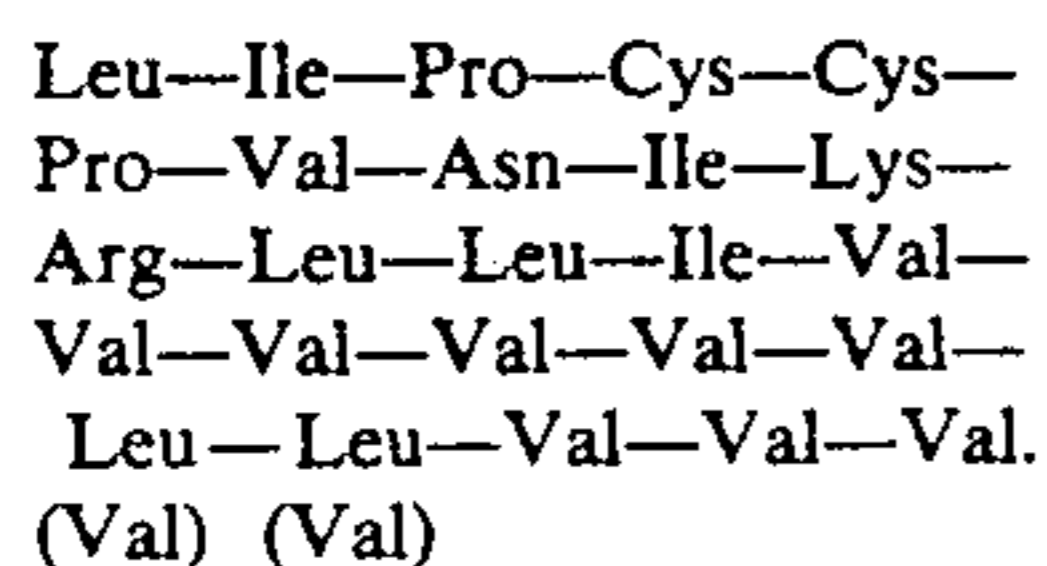 Leu—Ile—Pro—Cys—Cys—
Pro—Val—Asn—Ile—Lys—
Arg—Leu—Leu—Ile—Val—
Val—Val—Val—Val—Val—
Leu—Leu—Val—Val—Val.
(Val) (Val)